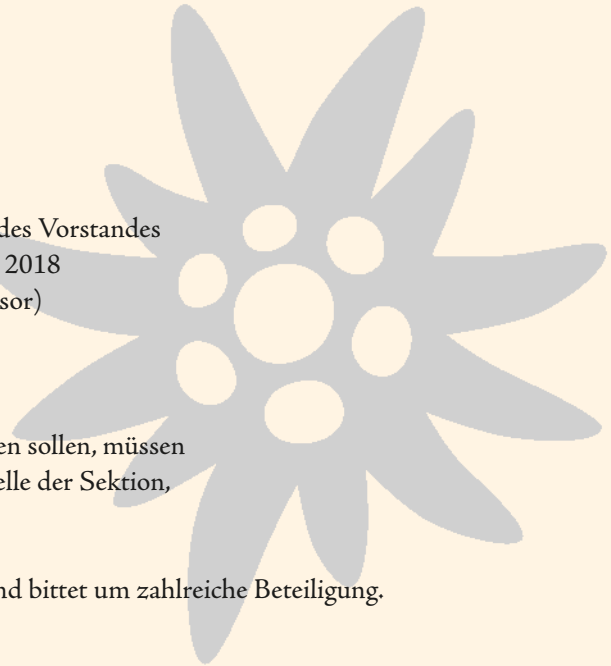 des Vorstandes
2018
sor)
en sollen, müssen
elle der Sektion,
nd bittet um zahlreiche Beteiligung.